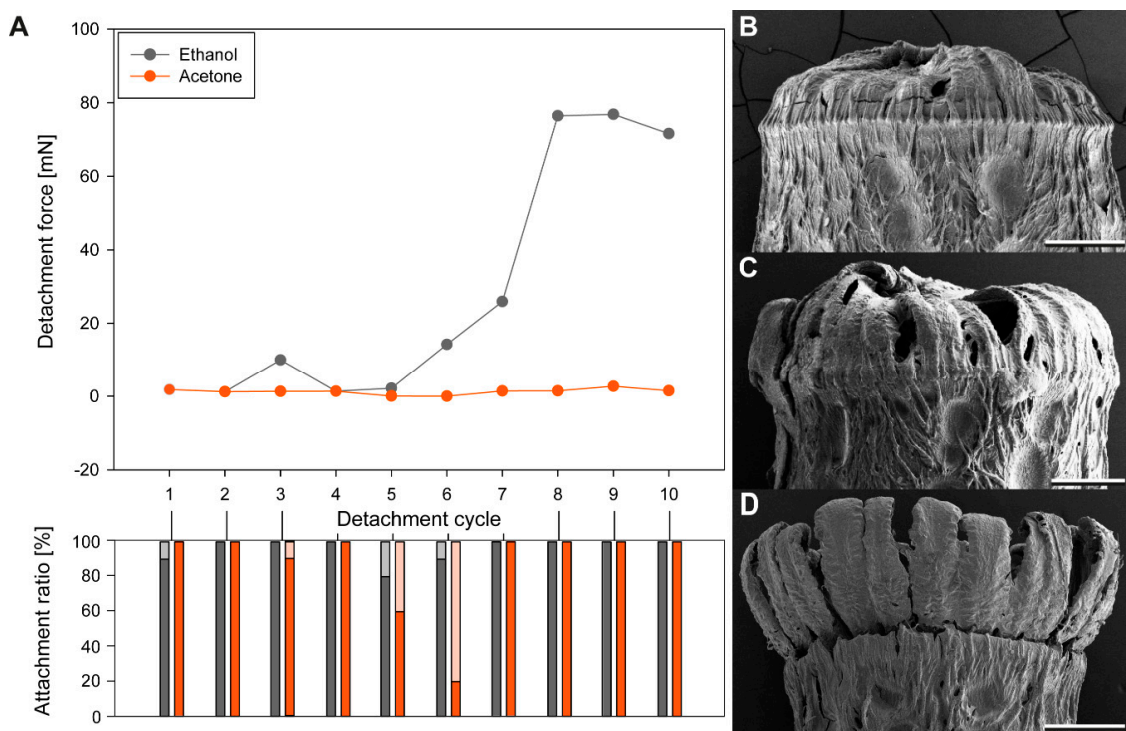 A
Ethanol
Acetone
Detachment force [mN]
100
80
60
40
20
0
-20
1 2 3 4 5 6 7 8 9 10
Detachment cycle
Attachment ratio [%]
100
80
60
40
20
0
B
C
D